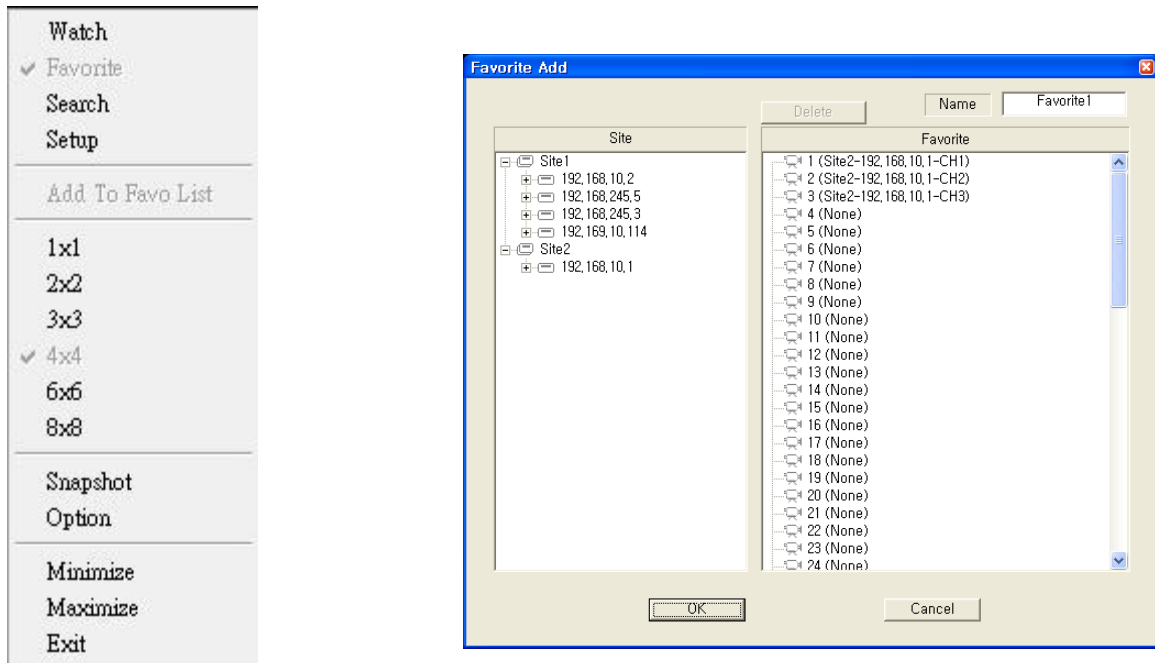 Watch
Favorite
Search
Setup
Add To Favo List
1x1
2x2
3x3
4x4
6x6
8x8
Snapshot
Option
Minimize
Maximize
Exit
Favorite Add
Delete
Name
Favorite1
Site
Site1
192,168,10,2
192,168,245,5
192,168,245,3
192,169,10,114
Site2
192,168,10,1
Favorite
1 (Site2-192,168,10,1-CH1)
2 (Site2-192,168,10,1-CH2)
3 (Site2-192,168,10,1-CH3)
4 (None)
5 (None)
6 (None)
7 (None)
8 (None)
9 (None)
10 (None)
11 (None)
12 (None)
13 (None)
14 (None)
15 (None)
16 (None)
17 (None)
18 (None)
19 (None)
20 (None)
21 (None)
22 (None)
23 (None)
24 (None)
OK
Cancel